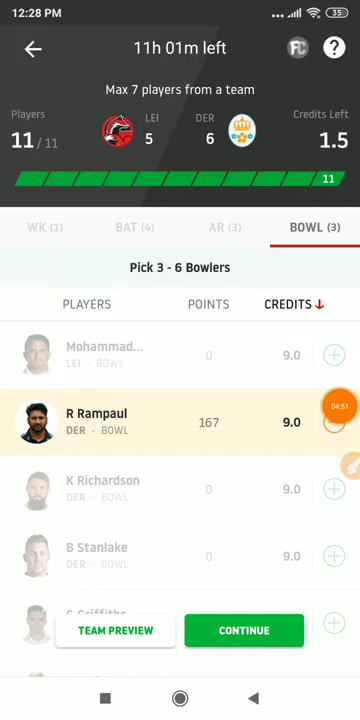 12:28 PM
35
11h 01m left
FC
?
Max 7 players from a team
Players
LEI
DER
Credits Left
11 / 11
5
6
1.5
11
WK (1)
BAT (4)
AR (3)
BOWL (3)
Pick 3 - 6 Bowlers
PLAYERS
POINTS
CREDITS
Mohammad...
LEI - BOWL
0
9.0
R Rampaul
DER - BOWL
167
9.0
04:51
K Richardson
DER - BOWL
0
9.0
B Stanlake
DER - BOWL
0
9.0
G Griffiths
TEAM PREVIEW
CONTINUE